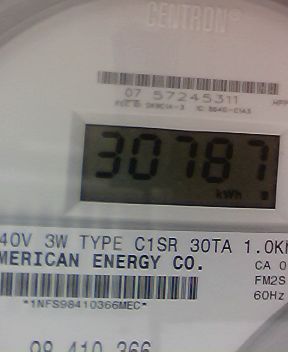 CENTRON®
07 57245311
30787
kWh
40V 3W TYPE C1SR 30TA 1.0K
MERICAN ENERGY CO.
CA 0
FM2S
60Hz
*1NFS98410366MEC*
98 410 366